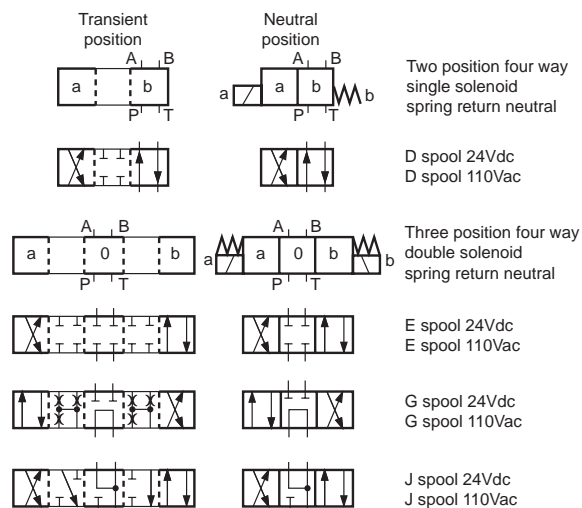 Transient position
Neutral position
A B
a b
P T
A B
a a b b
P T
Two position four way
single solenoid
spring return neutral
D spool 24Vdc
D spool 110Vac
A B
a 0 b
P T
A B
a a 0 b b
P T
Three position four way
double solenoid
spring return neutral
E spool 24Vdc
E spool 110Vac
G spool 24Vdc
G spool 110Vac
J spool 24Vdc
J spool 110Vac